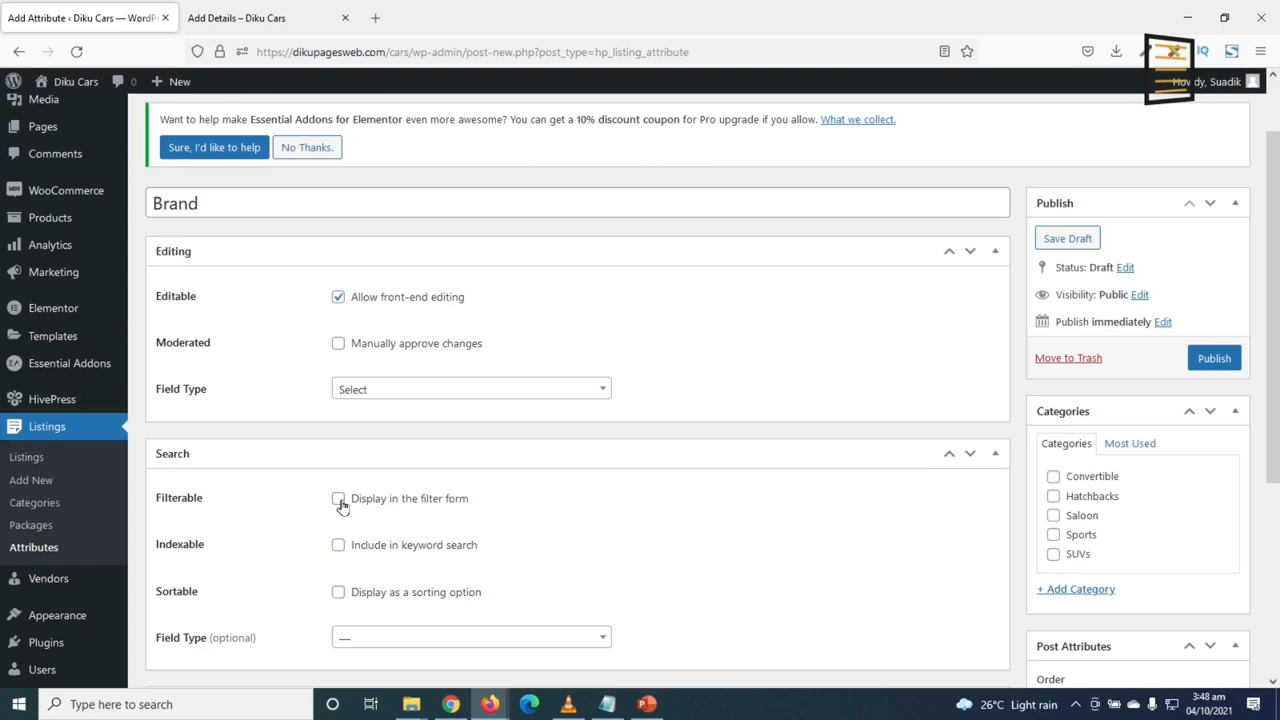 Add Attribute ‹ Diku Cars — WordPr
Add Details – Diku Cars
https://dikupagesweb.com/cars/wp-admin/post-new.php?post_type=hp_listing_attribute
IQ
Diku Cars
0
New
Suadik
Media
Pages
Comments
WooCommerce
Products
Analytics
Marketing
Elementor
Templates
Essential Addons
HivePress
Listings
Listings
Add New
Categories
Packages
Attributes
Vendors
Appearance
Plugins
Users
Want to help make Essential Addons for Elementor even more awesome? You can get a 10% discount coupon for Pro upgrade if you allow. What we collect.
Sure, I'd like to help
No Thanks.
Brand
Editing
Editable
Allow front-end editing
Moderated
Manually approve changes
Field Type
Select
Search
Filterable
Display in the filter form
Indexable
Include in keyword search
Sortable
Display as a sorting option
Field Type (optional)
—
Publish
Save Draft
Status: Draft Edit
Visibility: Public Edit
Publish immediately Edit
Move to Trash
Publish
Categories
Categories
Most Used
Convertible
Hatchbacks
Saloon
Sports
SUVs
+ Add Category
Post Attributes
Order
Type here to search
26°C Light rain
3:48 am
04/10/2021